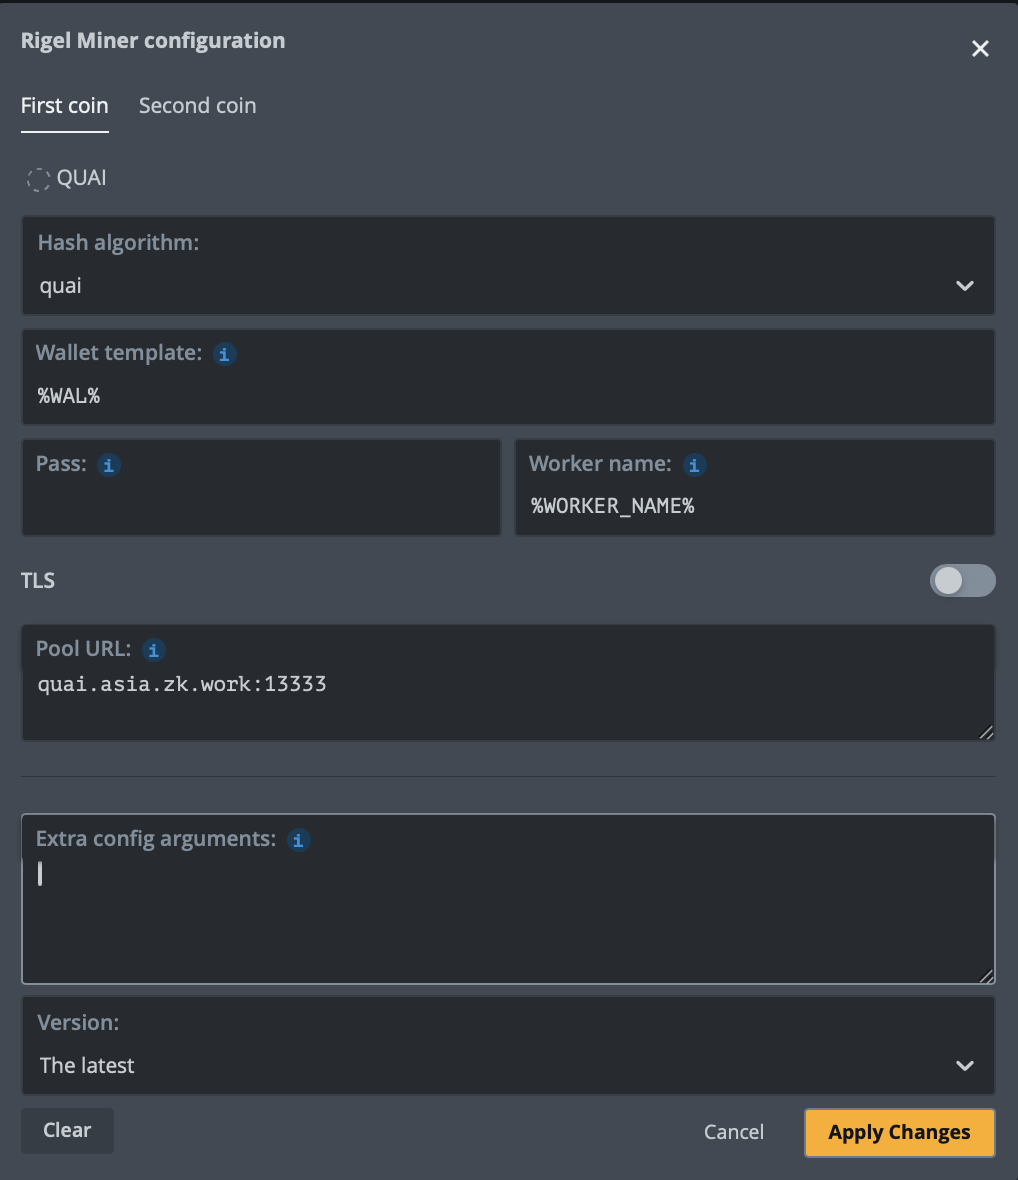 Rigel Miner configuration
First coin Second coin
QUAI
Hash algorithm:
quai
Wallet template: i
%WAL%
Pass: i Worker name: i
%WORKER_NAME%
TLS
Pool URL: i
quai.asia.zk.work:13333
Extra config arguments: i
Version:
The latest
Clear Cancel Apply Changes